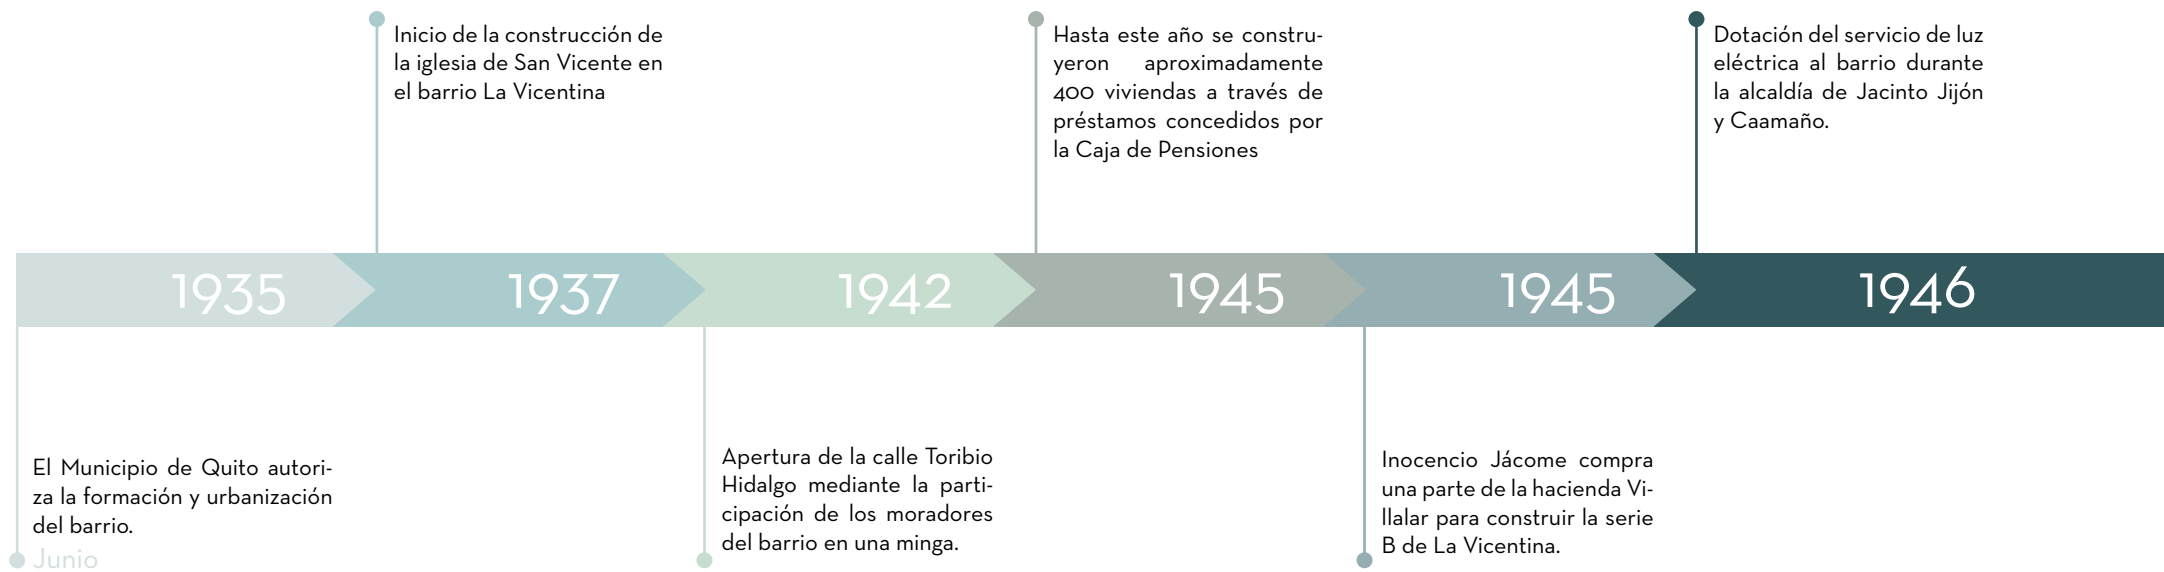 Inicio de la construcción de
la iglesia de San Vicente en
el barrio La Vicentina
Hasta este año se constru-
yeron aproximadamente
400 viviendas a través de
préstamos concedidos por
la Caja de Pensiones
Dotación del servicio de luz
eléctrica al barrio durante
la alcaldía de Jacinto Jijón
y Caamaño.
1935
1937
1942
1945
1945
1946
El Municipio de Quito autori-
za la formación y urbanización
del barrio.
Junio
Apertura de la calle Toribio
Hidalgo mediante la parti-
cipación de los moradores
del barrio en una minga.
Inocencio Jácome compra
una parte de la hacienda Vi-
llalar para construir la serie
B de La Vicentina.